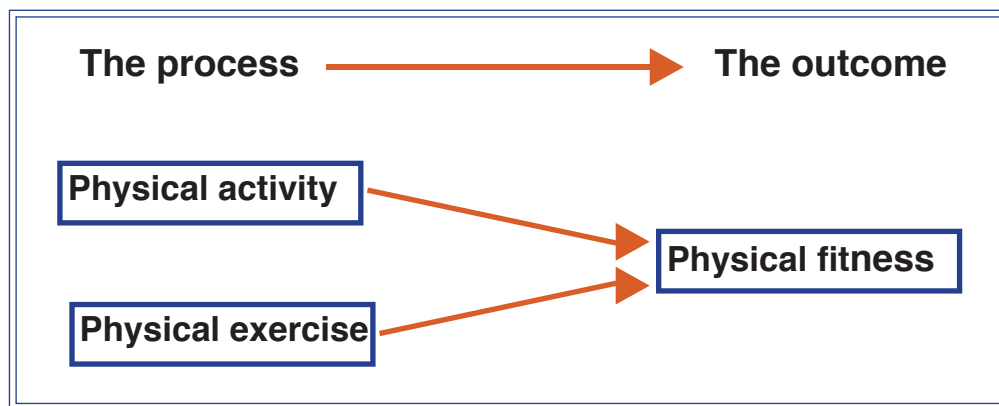 The process
The outcome
Physical activity
Physical fitness
Physical exercise